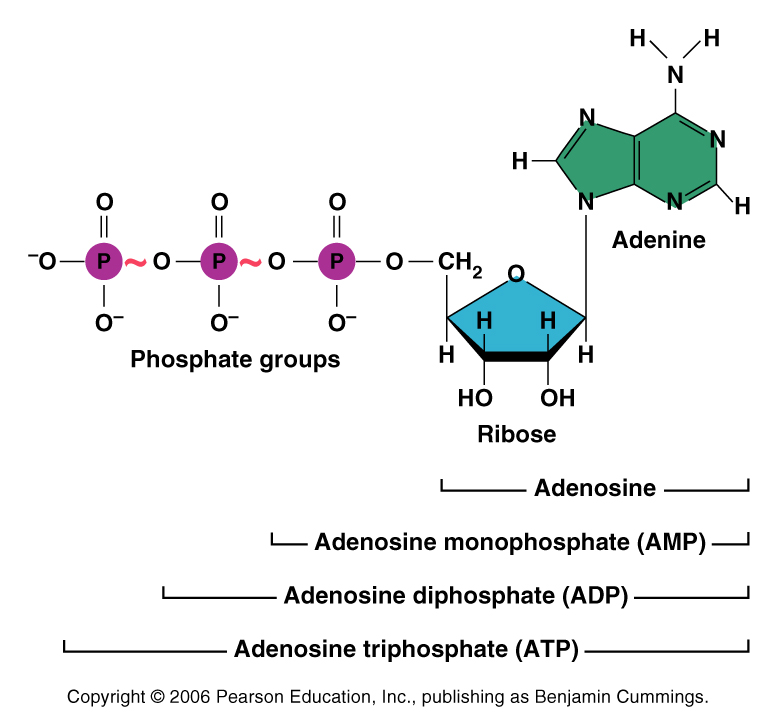 H H
N
N
N
H
N
N
H
Adenine
O O O
⁻O P ~ O P ~ O P O CH₂
O
O⁻ O⁻ O⁻
H H
H H
Phosphate groups
HO OH
Ribose
Adenosine
Adenosine monophosphate (AMP)
Adenosine diphosphate (ADP)
Adenosine triphosphate (ATP)
Copyright © 2006 Pearson Education, Inc., publishing as Benjamin Cummings.